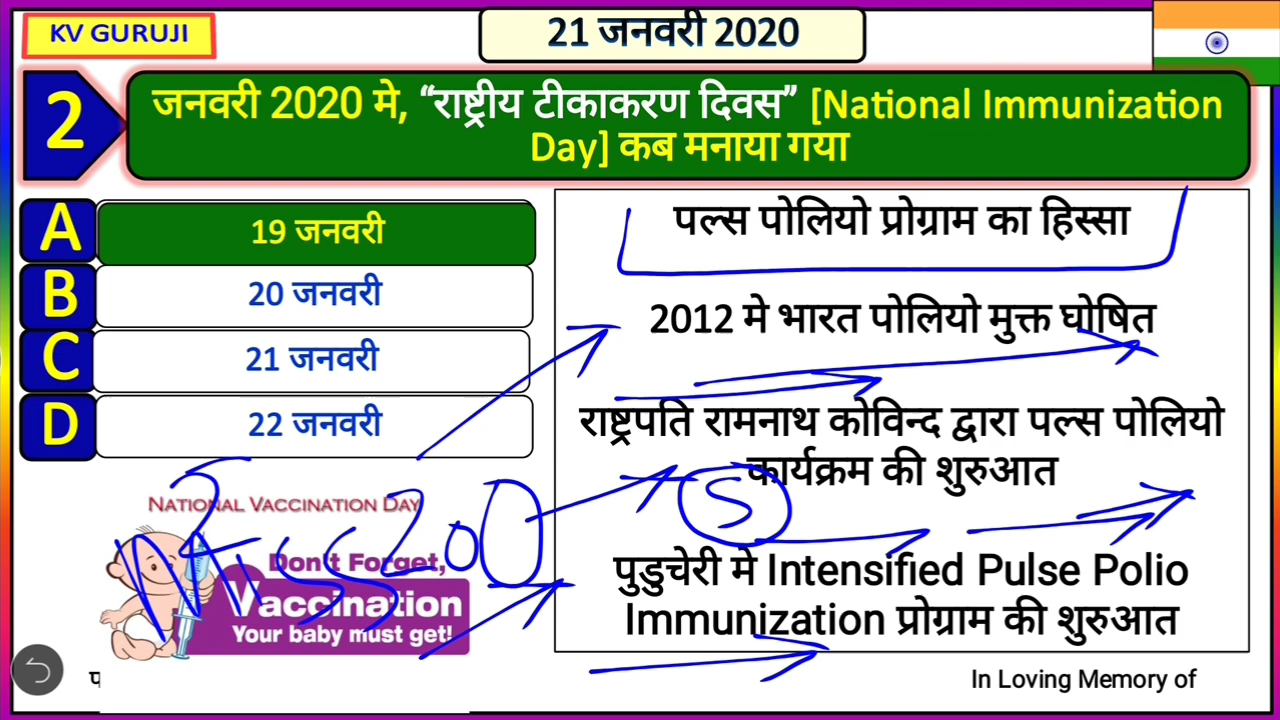 KV GURUJI
21 जनवरी 2020
2
जनवरी 2020 मे, “राष्ट्रीय टीकाकरण दिवस” [National Immunization
Day] कब मनाया गया
A 19 जनवरी
B 20 जनवरी
C 21 जनवरी
D 22 जनवरी
पल्स पोलियो प्रोग्राम का हिस्सा
2012 मे भारत पोलियो मुक्त घोषित
राष्ट्रपति रामनाथ कोविन्द द्वारा पल्स पोलियो
कार्यक्रम की शुरुआत
पुडुचेरी मे Intensified Pulse Polio
Immunization प्रोग्राम की शुरुआत
NATIONAL VACCINATION DAY
Don't Forget,
Vaccination
Your baby must get!
In Loving Memory of